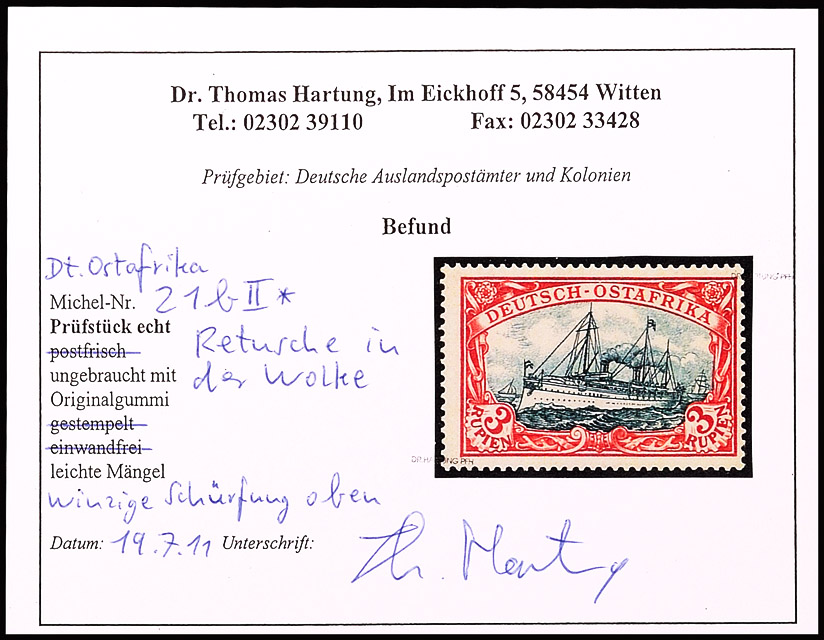 Dr. Thomas Hartung, Im Eickhoff 5, 58454 Witten
Tel.: 02302 39110 Fax: 02302 33428
Prüfgebiet: Deutsche Auslandspostämter und Kolonien
Befund
Dt. Ostafrika
Michel-Nr. 21 b II *
Prüfstück echt
postfrisch
ungebraucht mit
Originalgummi
gestempelt
einwandfrei
leichte Mängel
Retusche in
der Wolke
winzige Schürfung oben
Datum: 19.7.11 Unterschrift:
Th. Hartung
DEUTSCH-OSTAFRIKA
3 RUPIEN
3 RUPIEN